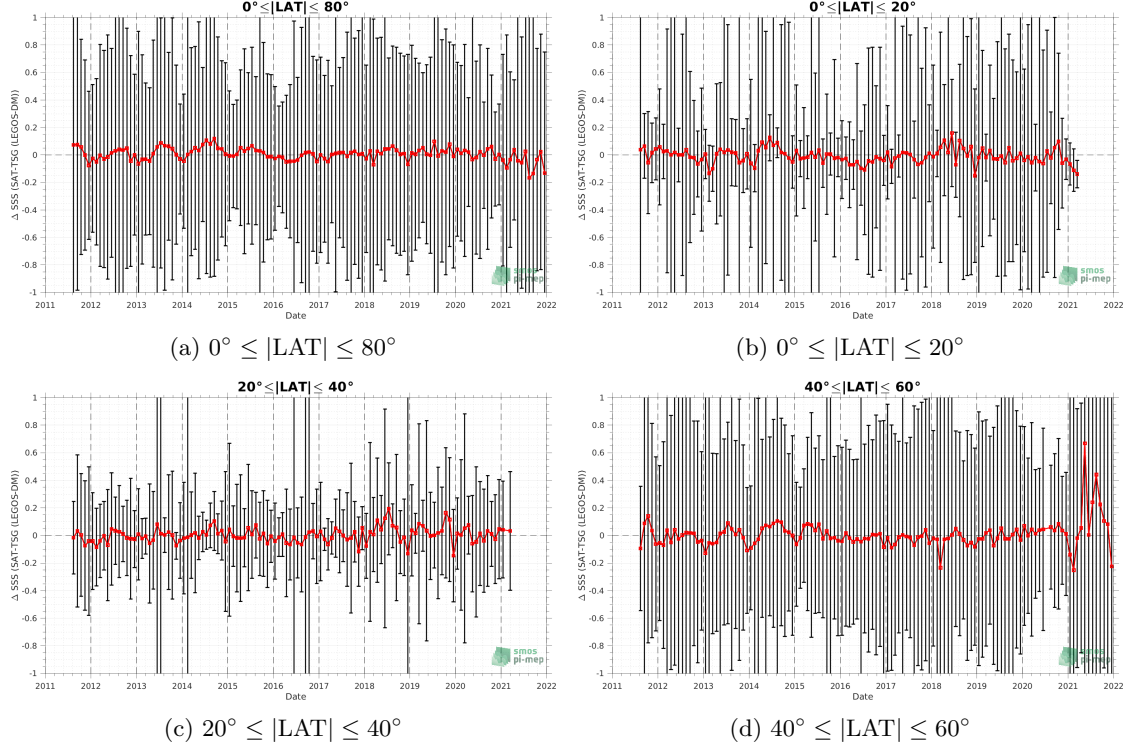 0°≤|LAT|≤ 80°
1
0.8
0.6
0.4
0.2
0
-0.2
-0.4
-0.6
-0.8
-1
Δ SSS (SAT-TSG (LEGOS-DM))
2011 2012 2013 2014 2015 2016 2017 2018 2019 2020 2021 2022
Date
smos
pi-mep
(a) 0° ≤ |LAT| ≤ 80°
0°≤|LAT|≤ 20°
1
0.8
0.6
0.4
0.2
0
-0.2
-0.4
-0.6
-0.8
-1
Δ SSS (SAT-TSG (LEGOS-DM))
2011 2012 2013 2014 2015 2016 2017 2018 2019 2020 2021 2022
Date
smos
pi-mep
(b) 0° ≤ |LAT| ≤ 20°
20°≤|LAT|≤ 40°
1
0.8
0.6
0.4
0.2
0
-0.2
-0.4
-0.6
-0.8
-1
Δ SSS (SAT-TSG (LEGOS-DM))
2011 2012 2013 2014 2015 2016 2017 2018 2019 2020 2021 2022
Date
smos
pi-mep
(c) 20° ≤ |LAT| ≤ 40°
40°≤|LAT|≤ 60°
1
0.8
0.6
0.4
0.2
0
-0.2
-0.4
-0.6
-0.8
-1
Δ SSS (SAT-TSG (LEGOS-DM))
2011 2012 2013 2014 2015 2016 2017 2018 2019 2020 2021 2022
Date
smos
pi-mep
(d) 40° ≤ |LAT| ≤ 60°